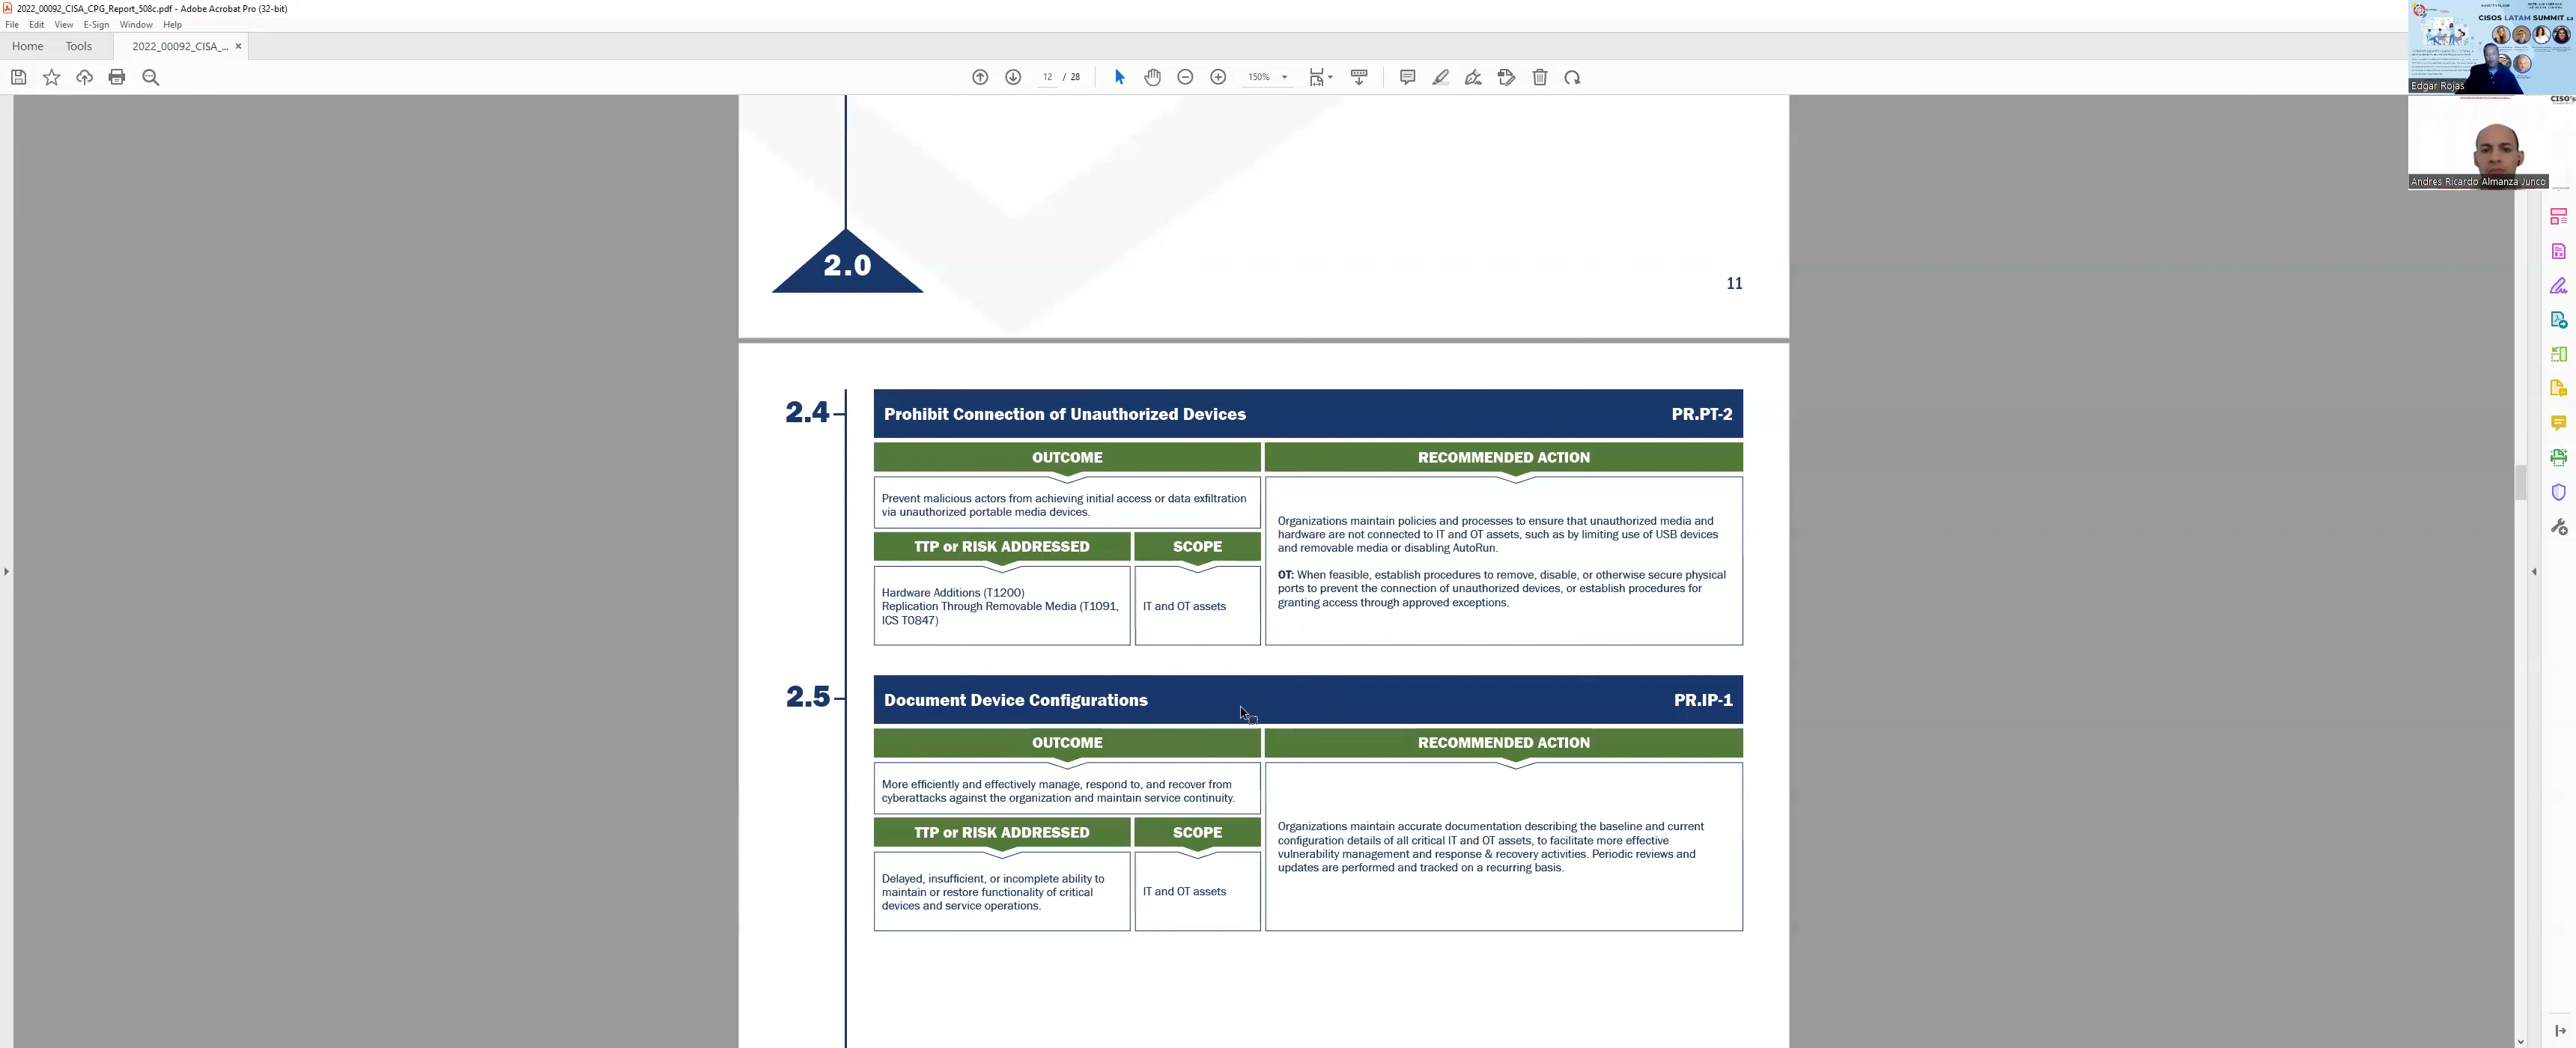 2022_00092_CISA_CPG_Report_508c.pdf - Adobe Acrobat Pro (32-bit)
File Edit View E-Sign Window Help
Home Tools 2022_00092_CISA_... ×
12 / 28 150%
CISOS LATAM SUMMIT
Edgar Rojas
CISO's
Andres Ricardo Almanza Junco
2.0
11
2.4
Prohibit Connection of Unauthorized Devices PR.PT-2
OUTCOME
Prevent malicious actors from achieving initial access or data exfiltration
via unauthorized portable media devices.
TTP or RISK ADDRESSED
Hardware Additions (T1200)
Replication Through Removable Media (T1091,
ICS T0847)
SCOPE
IT and OT assets
RECOMMENDED ACTION
Organizations maintain policies and processes to ensure that unauthorized media and
hardware are not connected to IT and OT assets, such as by limiting use of USB devices
and removable media or disabling AutoRun.
OT: When feasible, establish procedures to remove, disable, or otherwise secure physical
ports to prevent the connection of unauthorized devices, or establish procedures for
granting access through approved exceptions.
2.5
Document Device Configurations PR.IP-1
OUTCOME
More efficiently and effectively manage, respond to, and recover from
cyberattacks against the organization and maintain service continuity.
TTP or RISK ADDRESSED
Delayed, insufficient, or incomplete ability to
maintain or restore functionality of critical
devices and service operations.
SCOPE
IT and OT assets
RECOMMENDED ACTION
Organizations maintain accurate documentation describing the baseline and current
configuration details of all critical IT and OT assets, to facilitate more effective
vulnerability management and response & recovery activities. Periodic reviews and
updates are performed and tracked on a recurring basis.